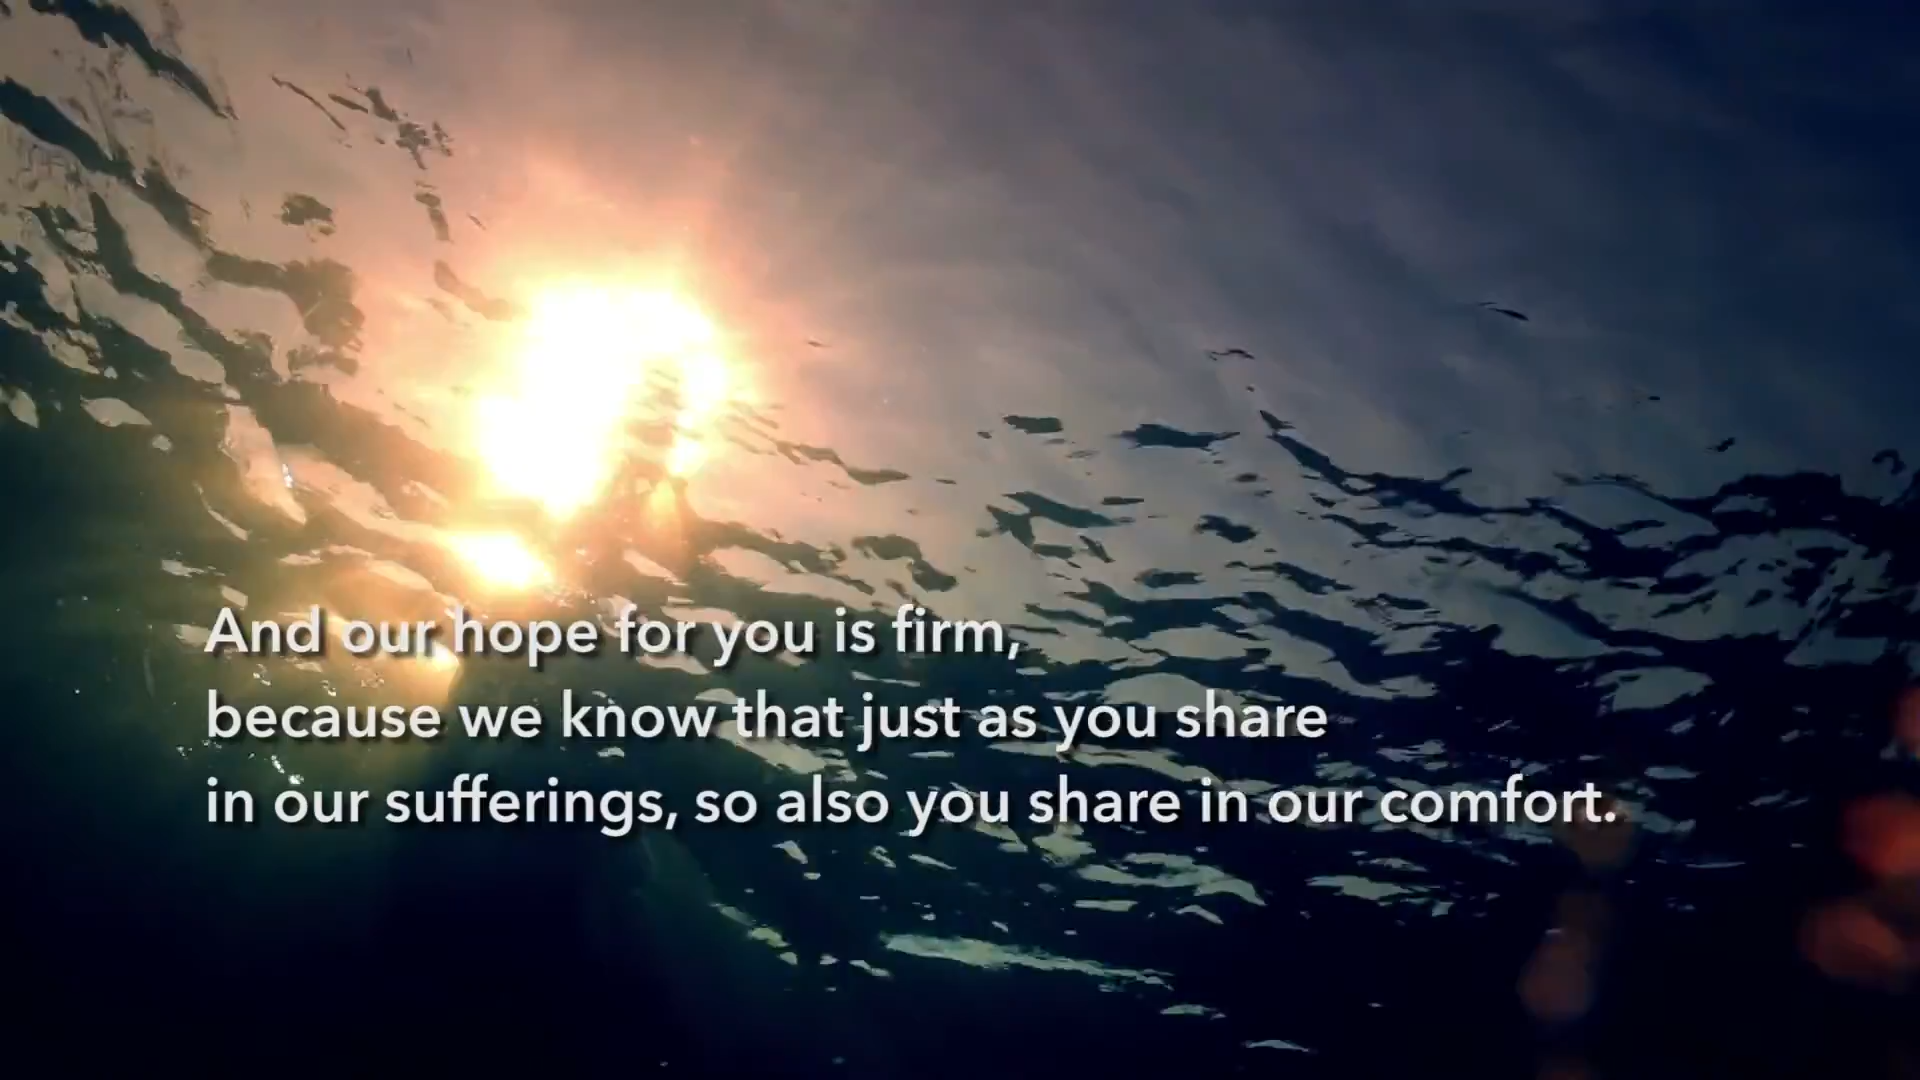 And our hope for you is firm,
because we know that just as you share
in our sufferings, so also you share in our comfort.